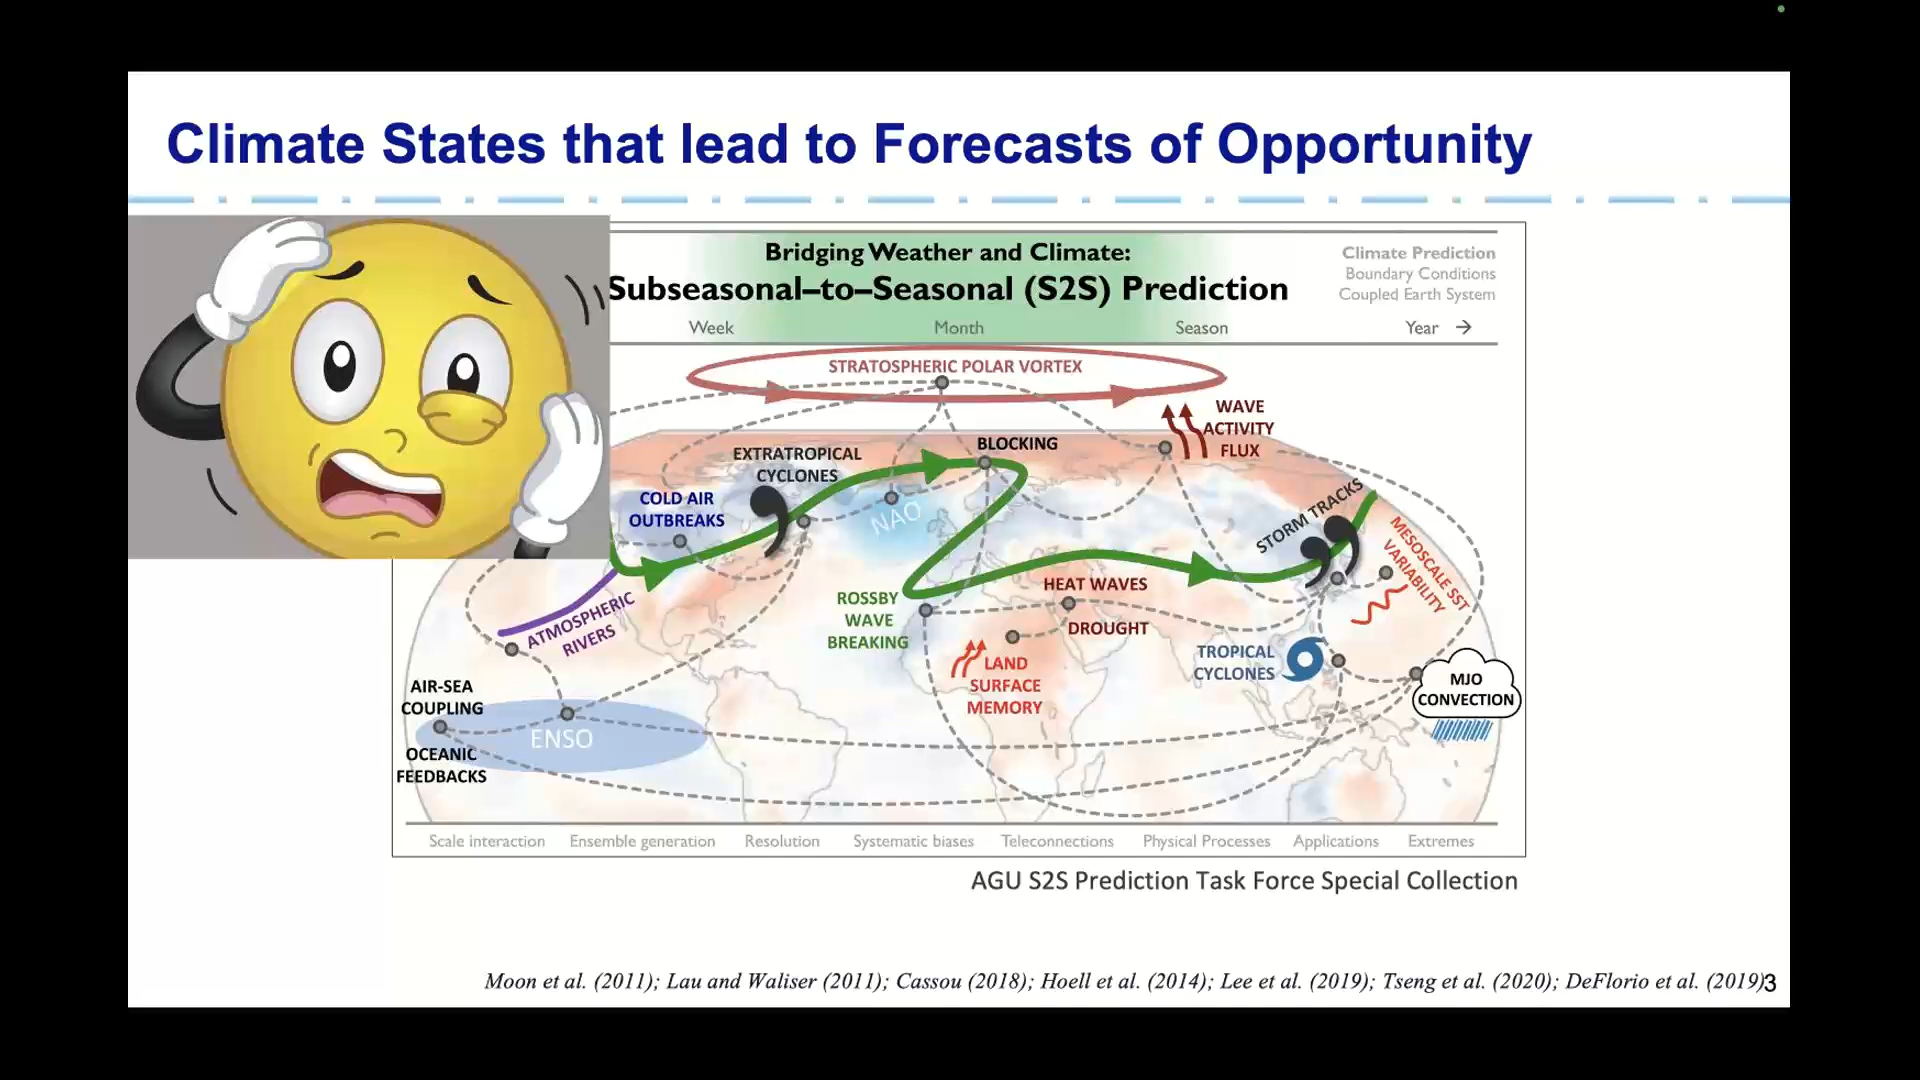 Climate States that lead to Forecasts of Opportunity
Bridging Weather and Climate:
Subseasonal–to–Seasonal (S2S) Prediction
Climate Prediction
Boundary Conditions
Coupled Earth System
Week
Month
Season
Year →
STRATOSPHERIC POLAR VORTEX
WAVE
ACTIVITY
FLUX
BLOCKING
EXTRATROPICAL
CYCLONES
COLD AIR
OUTBREAKS
NAO
STORM TRACKS
MESOSCALE SST
VARIABILITY
ATMOSPHERIC
RIVERS
ROSSBY
WAVE
BREAKING
HEAT WAVES
DROUGHT
LAND
SURFACE
MEMORY
TROPICAL
CYCLONES
MJO
CONVECTION
AIR-SEA
COUPLING
ENSO
OCEANIC
FEEDBACKS
Scale interaction
Ensemble generation
Resolution
Systematic biases
Teleconnections
Physical Processes
Applications
Extremes
AGU S2S Prediction Task Force Special Collection
Moon et al. (2011); Lau and Waliser (2011); Cassou (2018); Hoell et al. (2014); Lee et al. (2019); Tseng et al. (2020); DeFlorio et al. (2019)
3